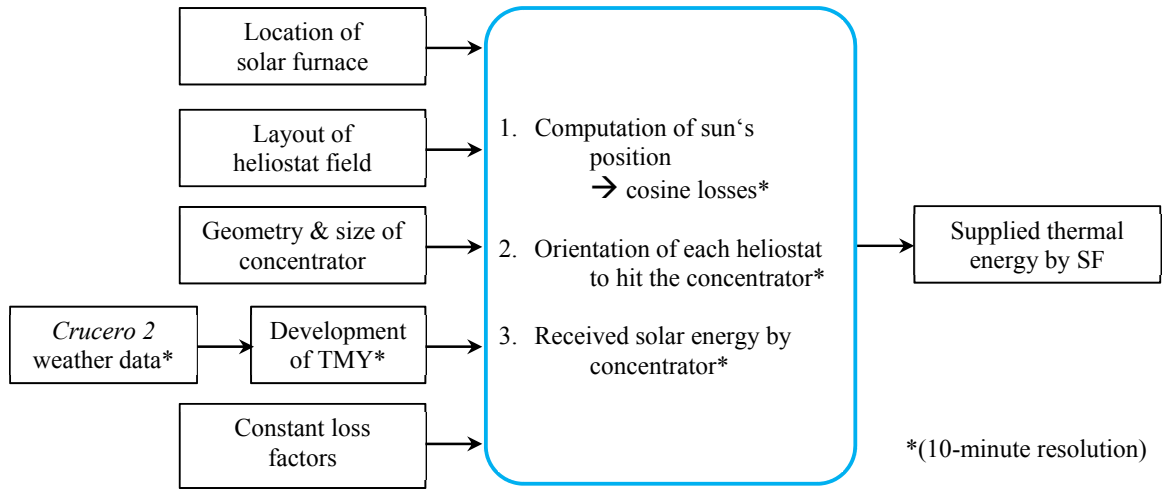 Location of
solar furnace
Layout of
heliostat field
Geometry & size of
concentrator
Crucero 2
weather data*
Development
of TMY*
Constant loss
factors
1. Computation of sun‘s
position
→ cosine losses*
2. Orientation of each heliostat
to hit the concentrator*
3. Received solar energy by
concentrator*
Supplied thermal
energy by SF
*(10-minute resolution)